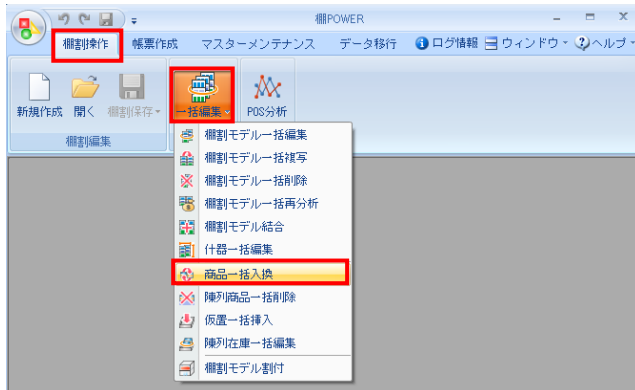 棚POWER
棚割操作 帳票作成 マスターメンテナンス データ移行 ログ情報 ウィンドウ ヘルプ
新規作成 開く 棚割保存 一括編集 POS分析
棚割編集
棚割モデル一括編集
棚割モデル一括複写
棚割モデル一括削除
棚割モデル一括再分析
棚割モデル結合
什器一括編集
商品一括入換
陳列商品一括削除
仮置一括挿入
陳列在庫一括編集
棚割モデル割付